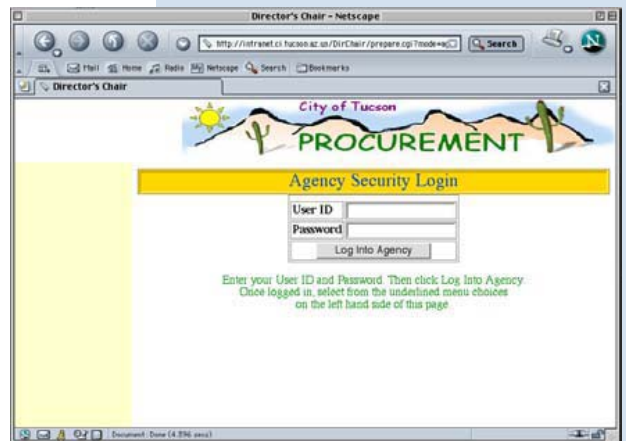 Director's Chair - Netscape
http://intranet.ci.tucson.az.us/DirChair/prepare.cgi?mode=a
Search
Mail Home Radio Netscape Search Bookmarks
Director's Chair
City of Tucson
PROCUREMENT
Agency Security Login
User ID
Password
Log Into Agency
Enter your User ID and Password. Then click Log Into Agency.
Once logged in, select from the underlined menu choices
on the left hand side of this page
Document: Done (4.396 secs)